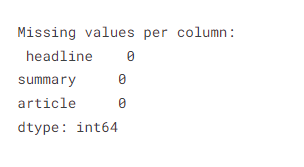 Missing values per column:
 headline    0
summary     0
article     0
dtype: int64